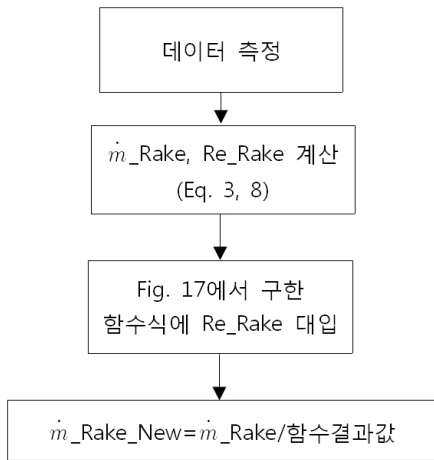 데이터 측정
ṁ_Rake, Re_Rake 계산
(Eq. 3, 8)
Fig. 17에서 구한
함수식에 Re_Rake 대입
ṁ_Rake_New=ṁ_Rake/함수결과값